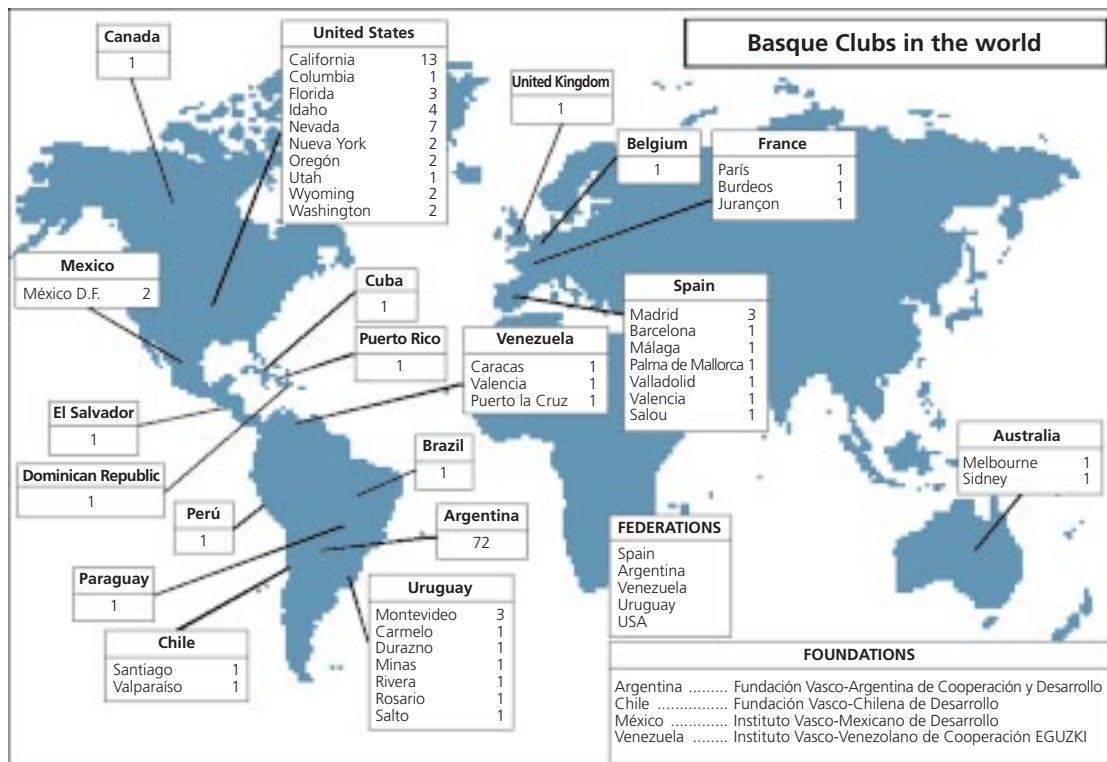 Basque Clubs in the world
Canada
1
United States
California 13
Columbia 1
Florida 3
Idaho 4
Nevada 7
Nueva York 2
Oregón 2
Utah 1
Wyoming 2
Washington 2
United Kingdom
1
Belgium
1
France
París 1
Burdeos 1
Jurançon 1
Mexico
México D.F. 2
Cuba
1
Puerto Rico
1
Venezuela
Caracas 1
Valencia 1
Puerto la Cruz 1
Spain
Madrid 3
Barcelona 1
Málaga 1
Palma de Mallorca 1
Valladolid 1
Valencia 1
Salou 1
El Salvador
1
Dominican Republic
1
Brazil
1
Australia
Melbourne 1
Sidney 1
Perú
1
Argentina
72
Paraguay
1
Chile
Santiago 1
Valparaíso 1
Uruguay
Montevideo 3
Carmelo 1
Durazno 1
Minas 1
Rivera 1
Rosario 1
Salto 1
FEDERATIONS
Spain
Argentina
Venezuela
Uruguay
USA
FOUNDATIONS
Argentina ......... Fundación Vasco-Argentina de Cooperación y Desarrollo
Chile ............... Fundación Vasco-Chilena de Desarrollo
México ............ Instituto Vasco-Mexicano de Desarrollo
Venezuela ....... Instituto Vasco-Venezolano de Cooperación EGUZKI